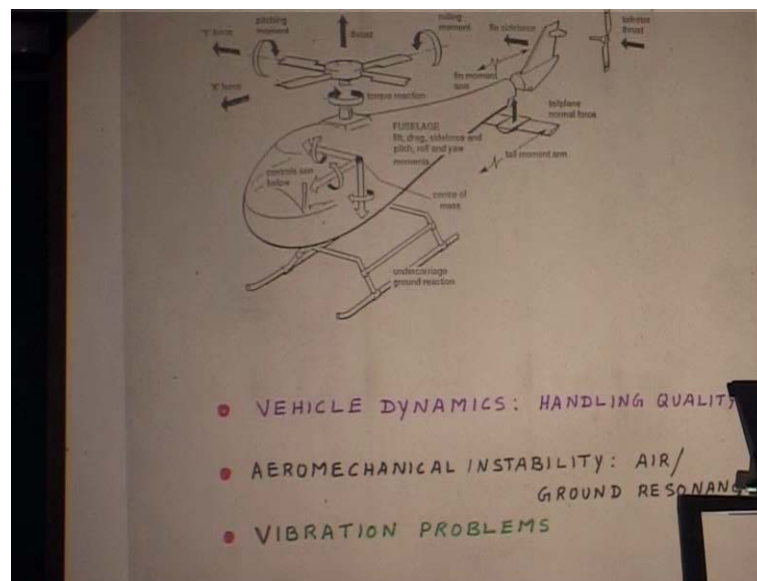 pitching
moment
thrust
rolling
moment
fin sideforce
tailrotor
thrust
'Y' force
'X' force
torque reaction
fin moment
arm
tailplane
normal force
FUSELAGE
lift, drag, sideforce and
pitch, roll and yaw
moments
tail moment arm
controls see
below
centre of
mass
undercarriage
ground reaction
• VEHICLE DYNAMICS: HANDLING QUALITY
• AEROMECHANICAL INSTABILITY: AIR/
GROUND RESONANC
• VIBRATION PROBLEMS